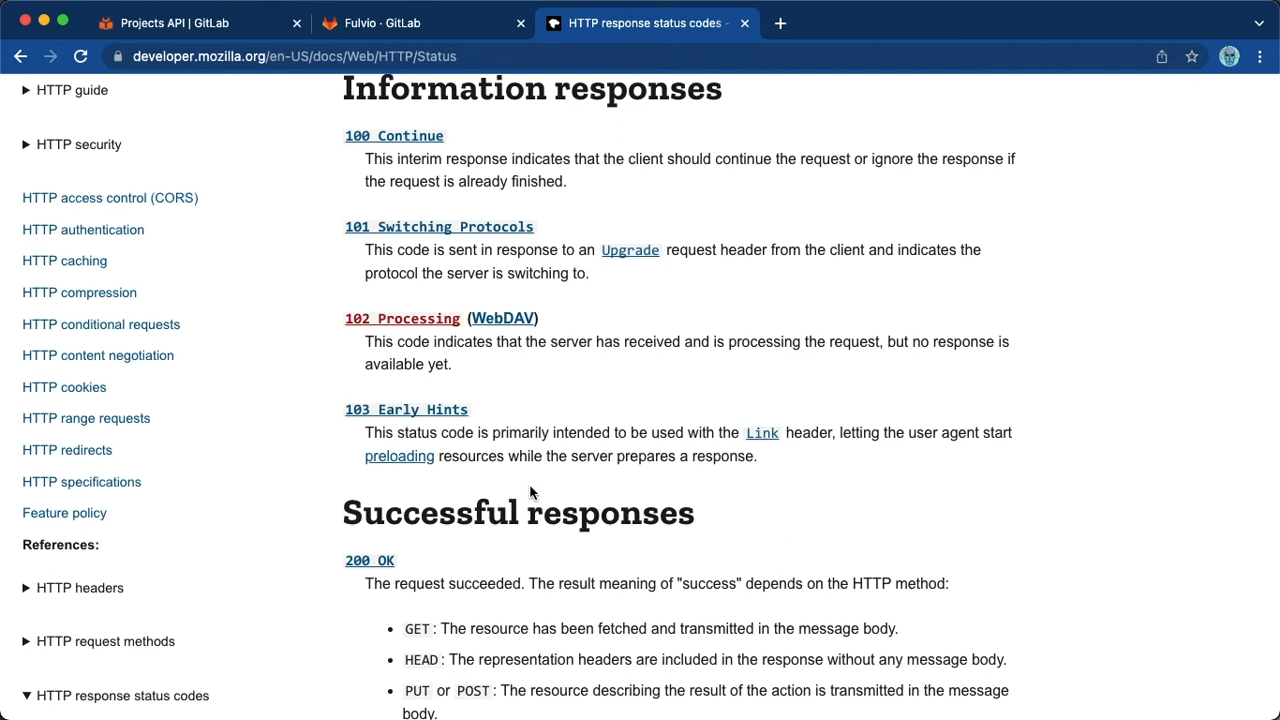 Projects API | GitLab
Fulvio · GitLab
HTTP response status codes -
developer.mozilla.org/en-US/docs/Web/HTTP/Status
HTTP guide
HTTP security
HTTP access control (CORS)
HTTP authentication
HTTP caching
HTTP compression
HTTP conditional requests
HTTP content negotiation
HTTP cookies
HTTP range requests
HTTP redirects
HTTP specifications
Feature policy
References:
HTTP headers
HTTP request methods
HTTP response status codes
Information responses
100 Continue
This interim response indicates that the client should continue the request or ignore the response if
the request is already finished.
101 Switching Protocols
This code is sent in response to an Upgrade request header from the client and indicates the
protocol the server is switching to.
102 Processing (WebDAV)
This code indicates that the server has received and is processing the request, but no response is
available yet.
103 Early Hints
This status code is primarily intended to be used with the Link header, letting the user agent start
preloading resources while the server prepares a response.
Successful responses
200 OK
The request succeeded. The result meaning of "success" depends on the HTTP method:
• GET: The resource has been fetched and transmitted in the message body.
• HEAD: The representation headers are included in the response without any message body.
• PUT or POST: The resource describing the result of the action is transmitted in the message
body.